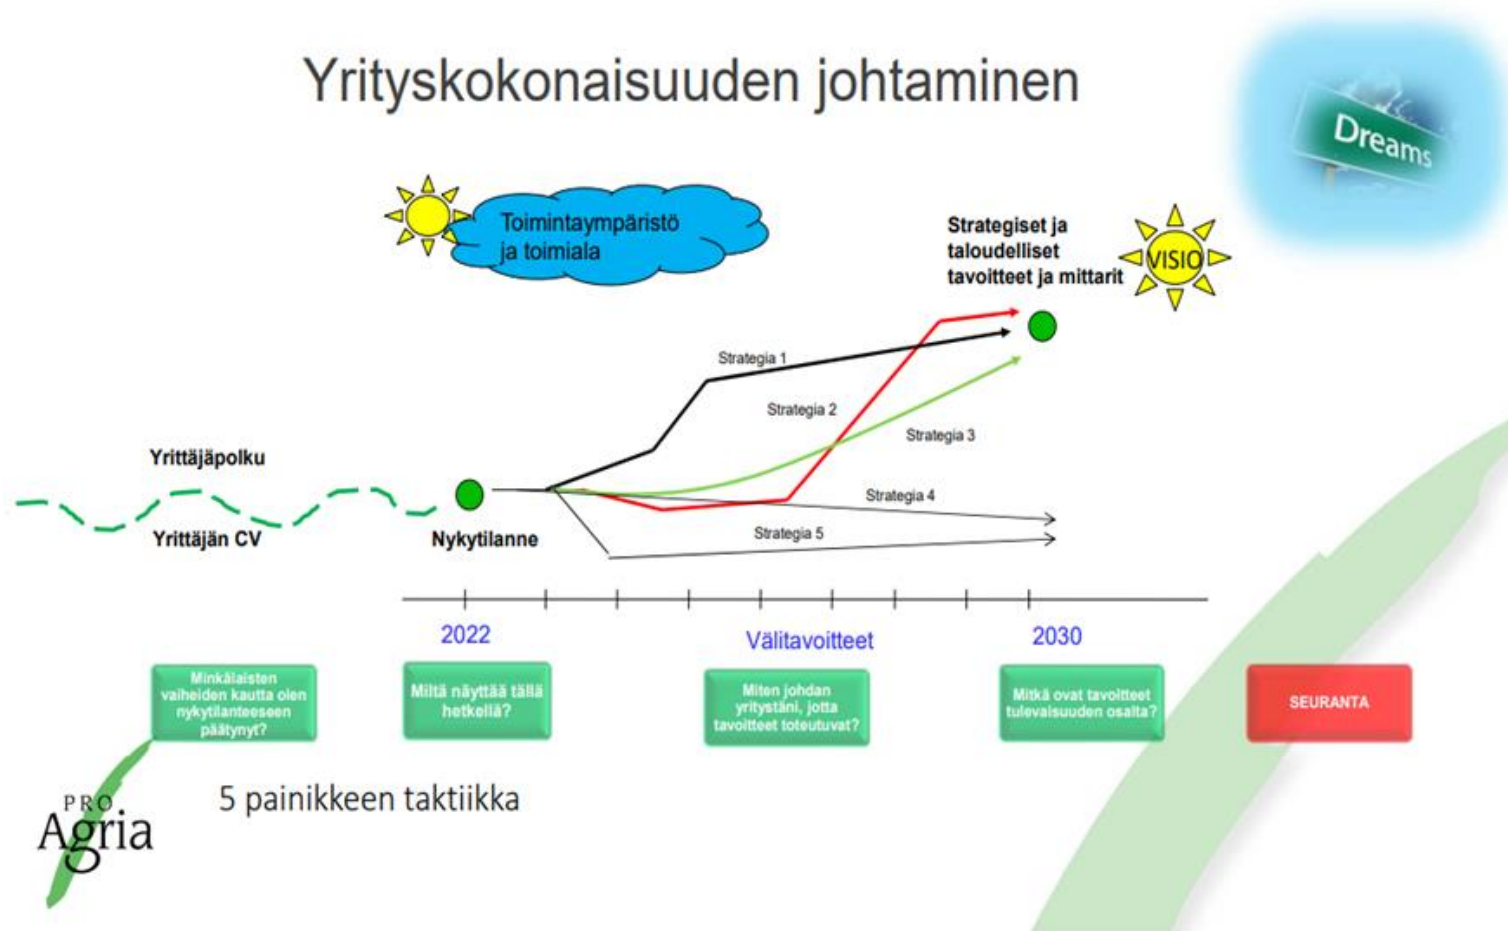 Yrityskokonaisuuden johtaminen
Dreams
Toimintaympäristö
ja toimiala
Strategiset ja
taloudelliset
tavoitteet ja mittarit
VISIO
Strategia 1
Strategia 2
Strategia 3
Strategia 4
Strategia 5
Yrittäjäpolku
Yrittäjän CV
Nykytilanne
2022
Välitavoitteet
2030
Minkälaisten
vaiheiden kautta olen
nykytilanteeseen
päätynyt?
Miltä näyttää tällä
hetkellä?
Miten johdan
yritystäni, jotta
tavoitteet toteutuvat?
Mitkä ovat tavoitteet
tulevaisuuden osalta?
SEURANTA
5 painikkeen taktiikka
PRO
Agria